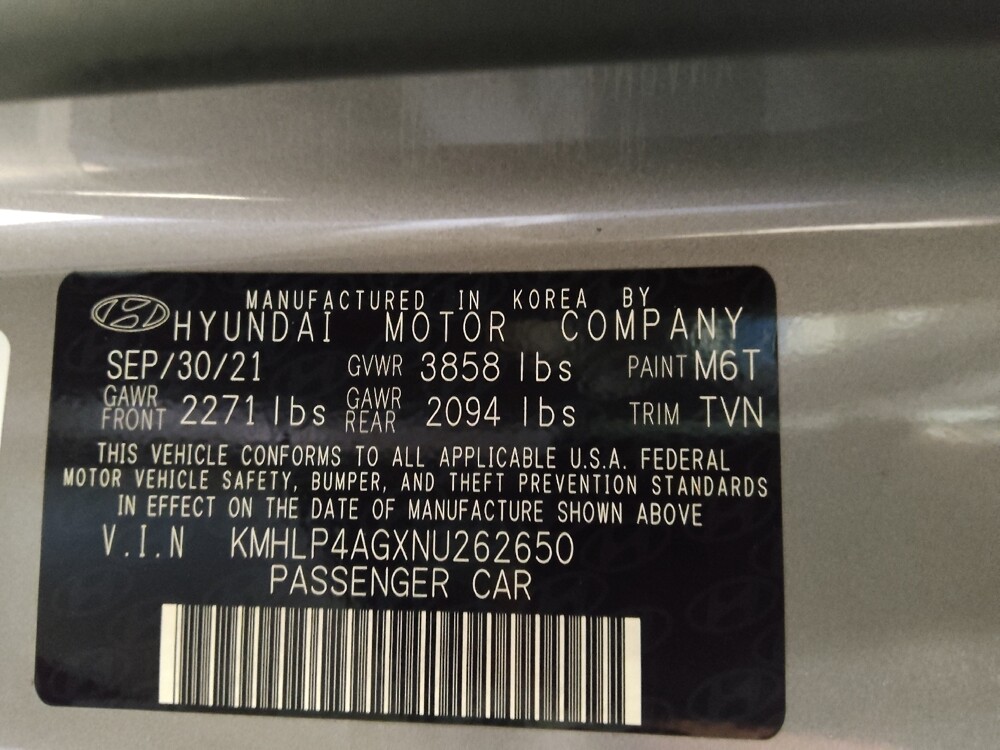 MANUFACTURED IN KOREA BY
HYUNDAI MOTOR COMPANY
SEP/30/21 GVWR 3858 lbs PAINT M6T
GAWR FRONT 2271 lbs GAWR REAR 2094 lbs TRIM TVN
THIS VEHICLE CONFORMS TO ALL APPLICABLE U.S.A. FEDERAL
MOTOR VEHICLE SAFETY, BUMPER, AND THEFT PREVENTION STANDARDS
IN EFFECT ON THE DATE OF MANUFACTURE SHOWN ABOVE
V.I.N KMHLP4AGXNU262650
PASSENGER CAR